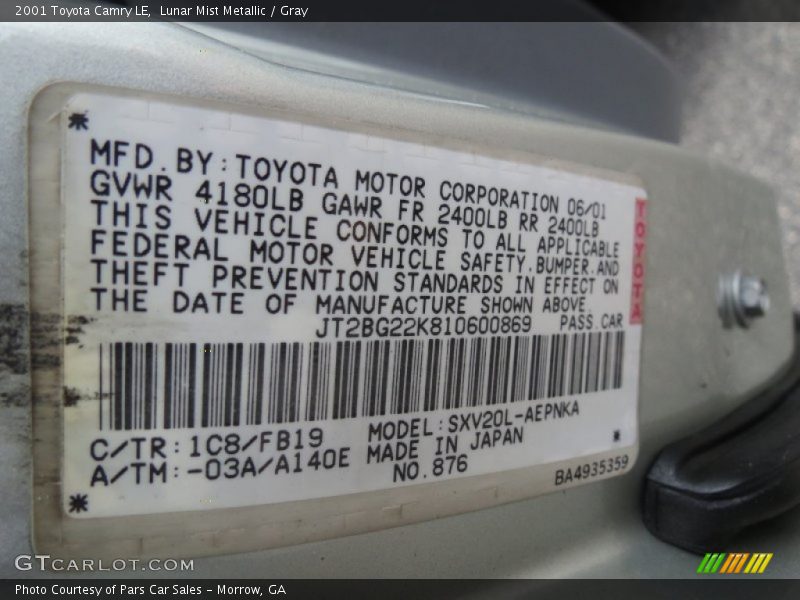 2001 Toyota Camry LE, Lunar Mist Metallic / Gray
MFD. BY: TOYOTA MOTOR CORPORATION 06/01
GVWR 4180LB GAWR FR 2400LB RR 2400LB
THIS VEHICLE CONFORMS TO ALL APPLICABLE
FEDERAL MOTOR VEHICLE SAFETY, BUMPER, AND
THEFT PREVENTION STANDARDS IN EFFECT ON
THE DATE OF MANUFACTURE SHOWN ABOVE.
JT2BG22K810600869 PASS. CAR
TOYOTA
C/TR: 1C8/FB19 MODEL: SXV20L-AEPNKA
A/TM: -03A/A140E MADE IN JAPAN
NO. 876 BA4935359
GTCARLOT.COM
Photo Courtesy of Pars Car Sales - Morrow, GA